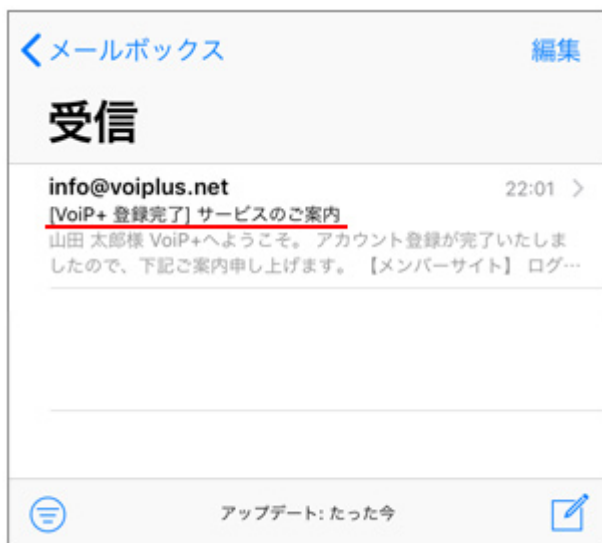 メールボックス 編集
受信
info@voiplus.net 22:01
[VoiP+ 登録完了] サービスのご案内
山田 太郎様 VoiP+へようこそ。 アカウント登録が完了いたしま
したので、下記ご案内申し上げます。 【メンバーサイト】 ログ…
アップデート: たった今